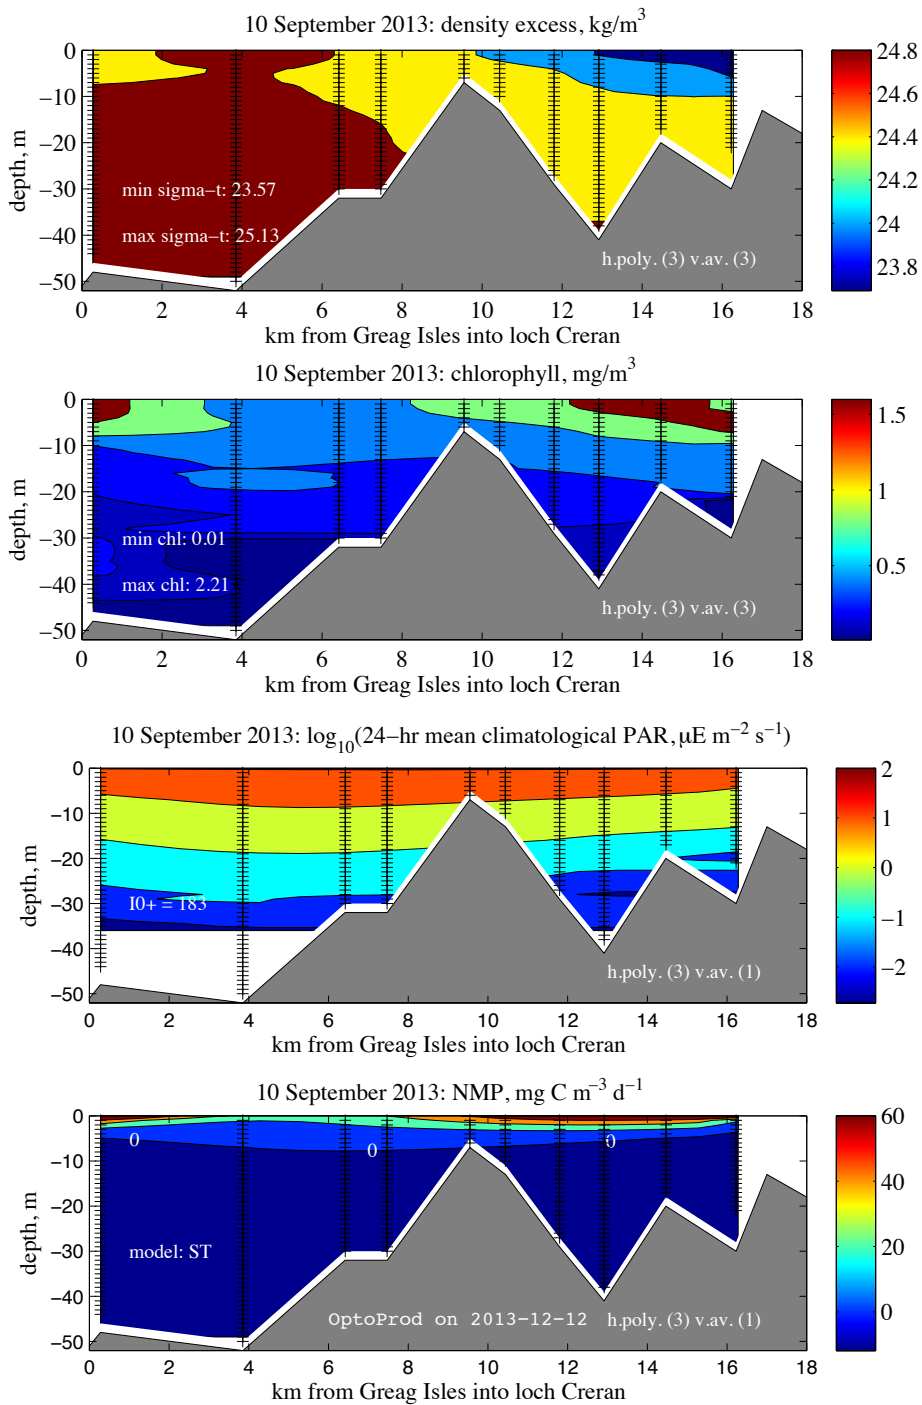 10 September 2013: density excess, kg/m³
0
−10
−20
−30
−40
−50
depth, m
min sigma−t: 23.57
max sigma−t: 25.13
h.poly. (3) v.av. (3)
24.8
24.6
24.4
24.2
24
23.8
0 2 4 6 8 10 12 14 16 18
km from Greag Isles into loch Creran
10 September 2013: chlorophyll, mg/m³
0
−10
−20
−30
−40
−50
depth, m
min chl: 0.01
max chl: 2.21
h.poly. (3) v.av. (3)
1.5
1
0.5
0 2 4 6 8 10 12 14 16 18
km from Greag Isles into loch Creran
10 September 2013: log₁₀(24−hr mean climatological PAR, μE m⁻² s⁻¹)
0
−10
−20
−30
−40
−50
depth, m
I0+ = 183
h.poly. (3) v.av. (1)
2
1
0
−1
−2
0 2 4 6 8 10 12 14 16 18
km from Greag Isles into loch Creran
10 September 2013: NMP, mg C m⁻³ d⁻¹
0
−10
−20
−30
−40
−50
depth, m
0 0 0
model: ST
OptoProd on 2013−12−12 h.poly. (3) v.av. (1)
60
40
20
0
0 2 4 6 8 10 12 14 16 18
km from Greag Isles into loch Creran